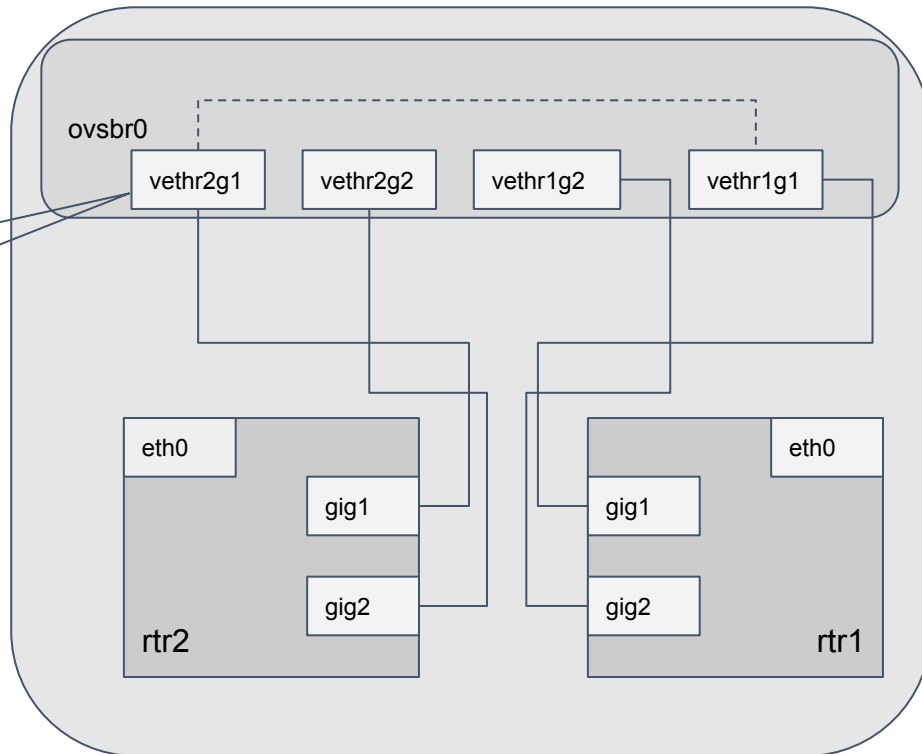 ovsbr0
vethr2g1
vethr2g2
vethr1g2
vethr1g1
eth0
gig1
gig2
rtr2
eth0
gig1
gig2
rtr1